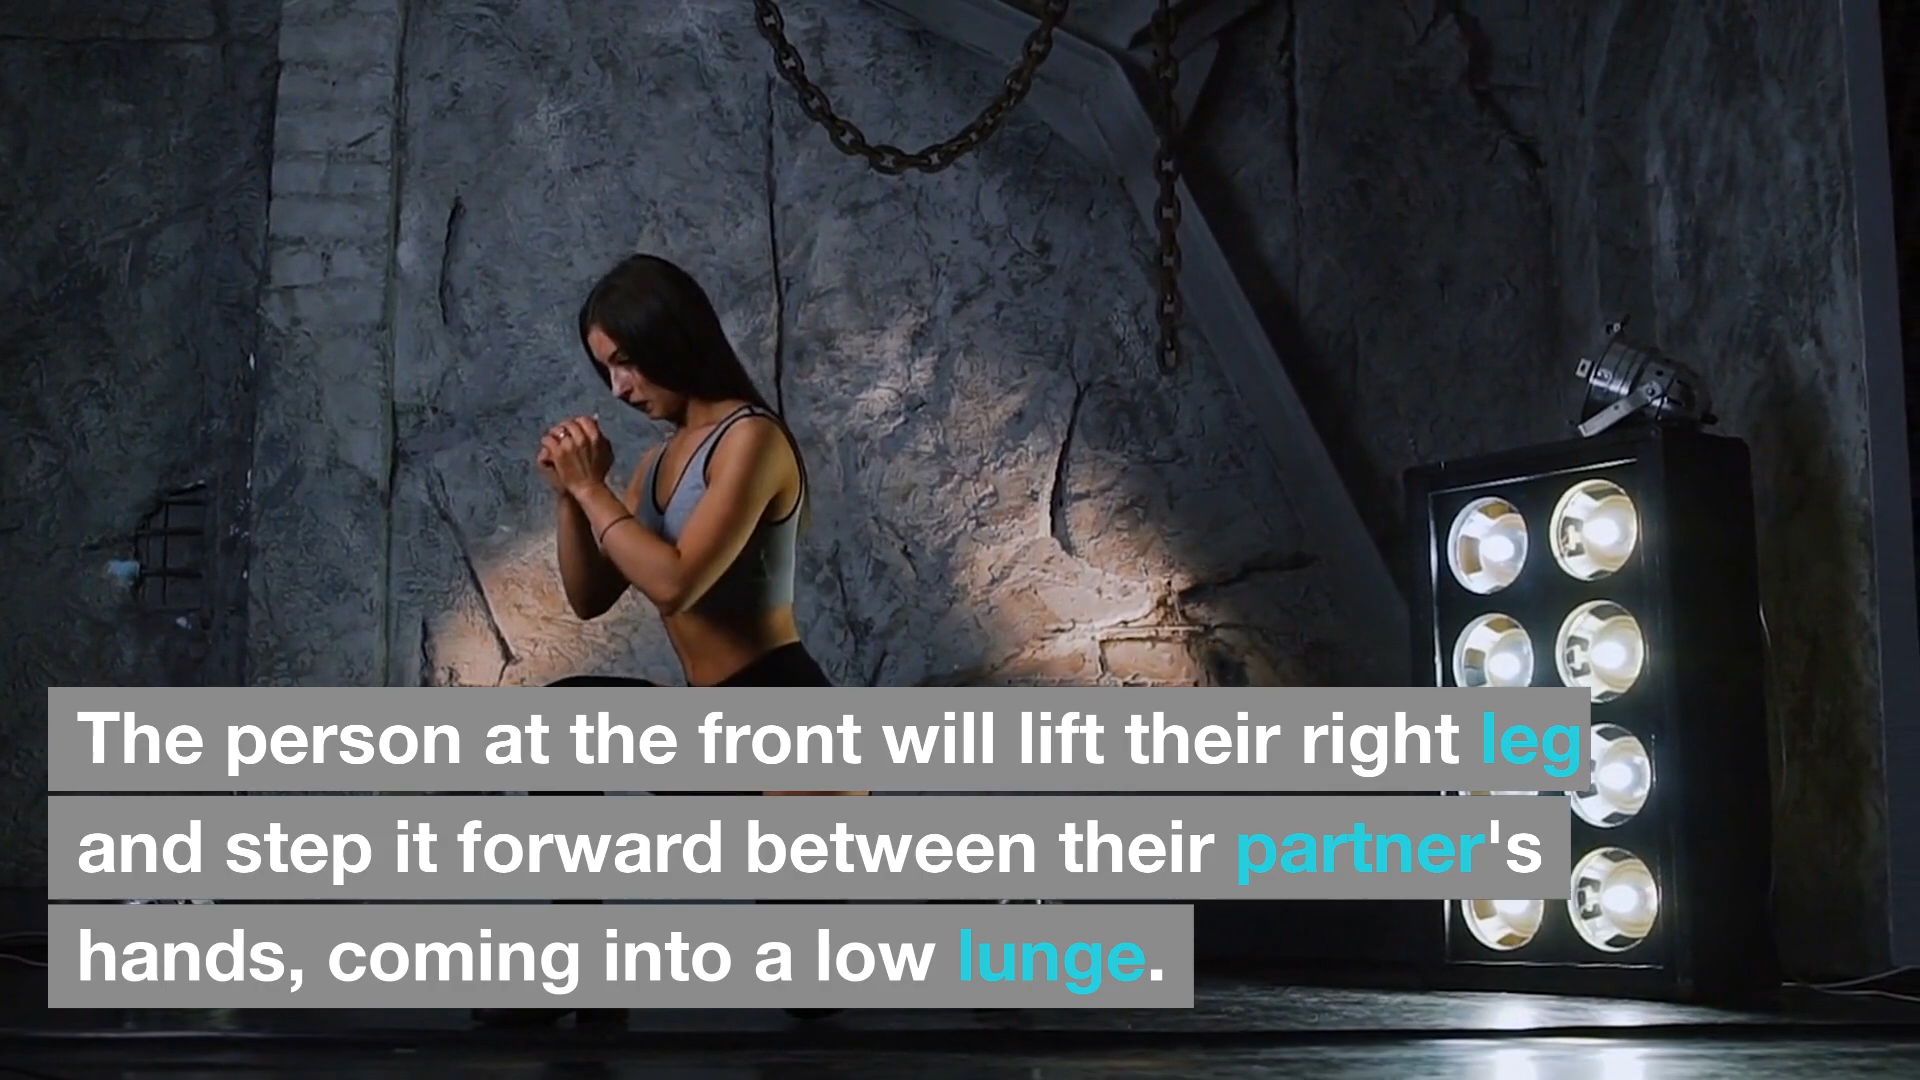 The person at the front will lift their right leg
and step it forward between their partner's
hands, coming into a low lunge.